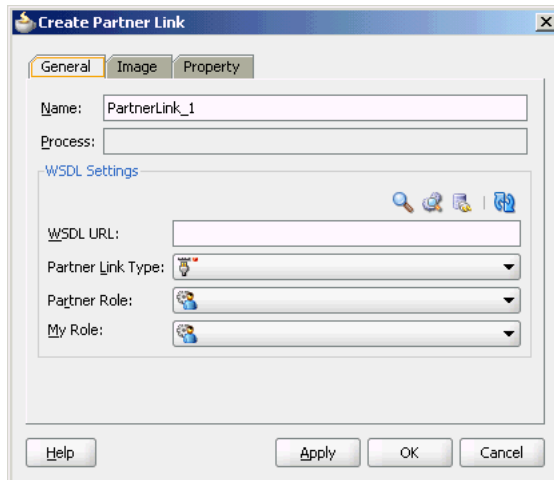 Create Partner Link
General Image Property
Name: PartnerLink_1
Process:
WSDL Settings
WSDL URL:
Partner Link Type:
Partner Role:
My Role:
Help Apply OK Cancel